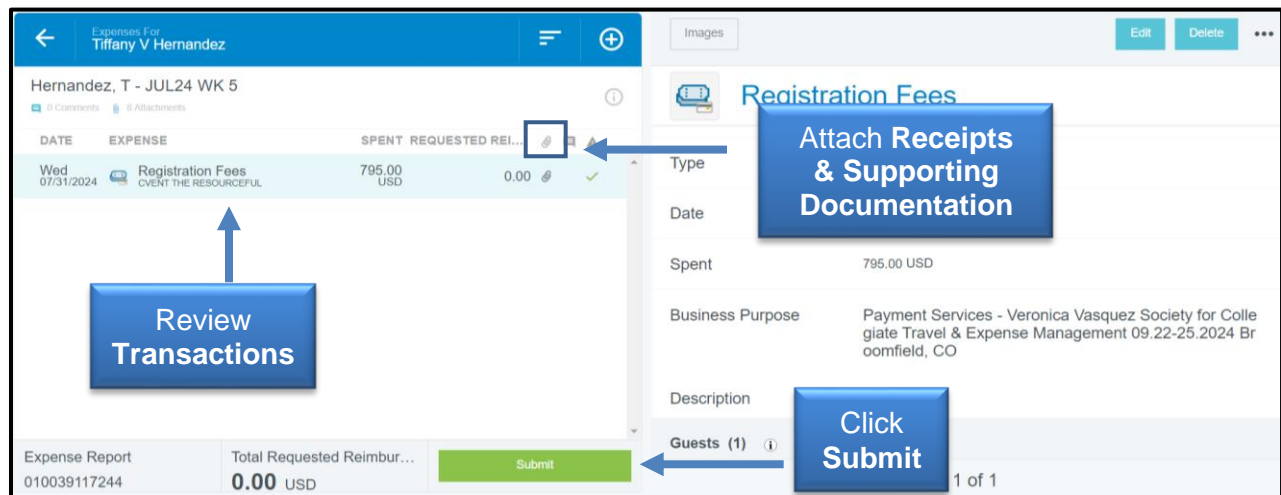 Expenses For
Tiffany V Hernandez
Hernandez, T - JUL24 WK 5
0 Comments 8 Attachments
DATE EXPENSE SPENT REQUESTED REI...
Wed
07/31/2024
Registration Fees
CVENT THE RESOURCEFUL
795.00
USD
0.00
Review
Transactions
Expense Report
010039117244
Total Requested Reimbur...
0.00 USD
Submit
Images
Edit
Delete
Registration Fees
Attach Receipts
& Supporting
Documentation
Type
Date
Spent 795.00 USD
Business Purpose Payment Services - Veronica Vasquez Society for Colle
giate Travel & Expense Management 09.22-25.2024 Br
oomfield, CO
Description
Guests (1)
Click
Submit
1 of 1